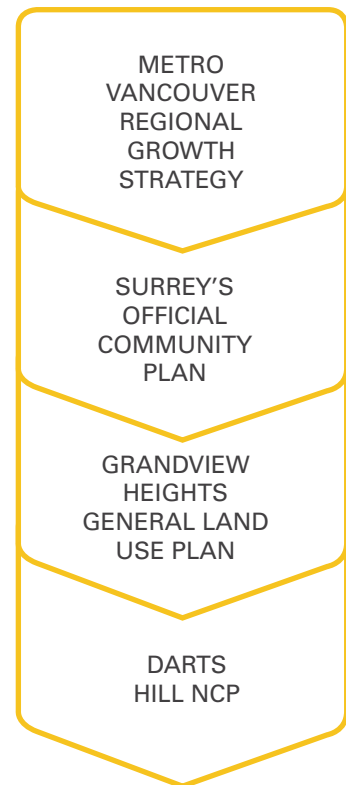 METRO
VANCOUVER
REGIONAL
GROWTH
STRATEGY
SURREY'S
OFFICIAL
COMMUNITY
PLAN
GRANDVIEW
HEIGHTS
GENERAL LAND
USE PLAN
DARTS
HILL NCP